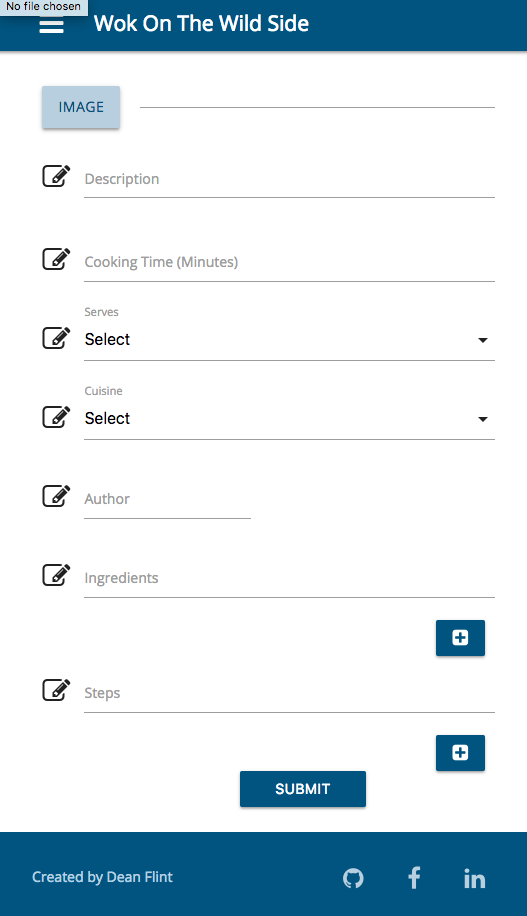 No file chosen
Wok On The Wild Side
IMAGE
Description
Cooking Time (Minutes)
Serves
Select
Cuisine
Select
Author
Ingredients
Steps
SUBMIT
Created by Dean Flint